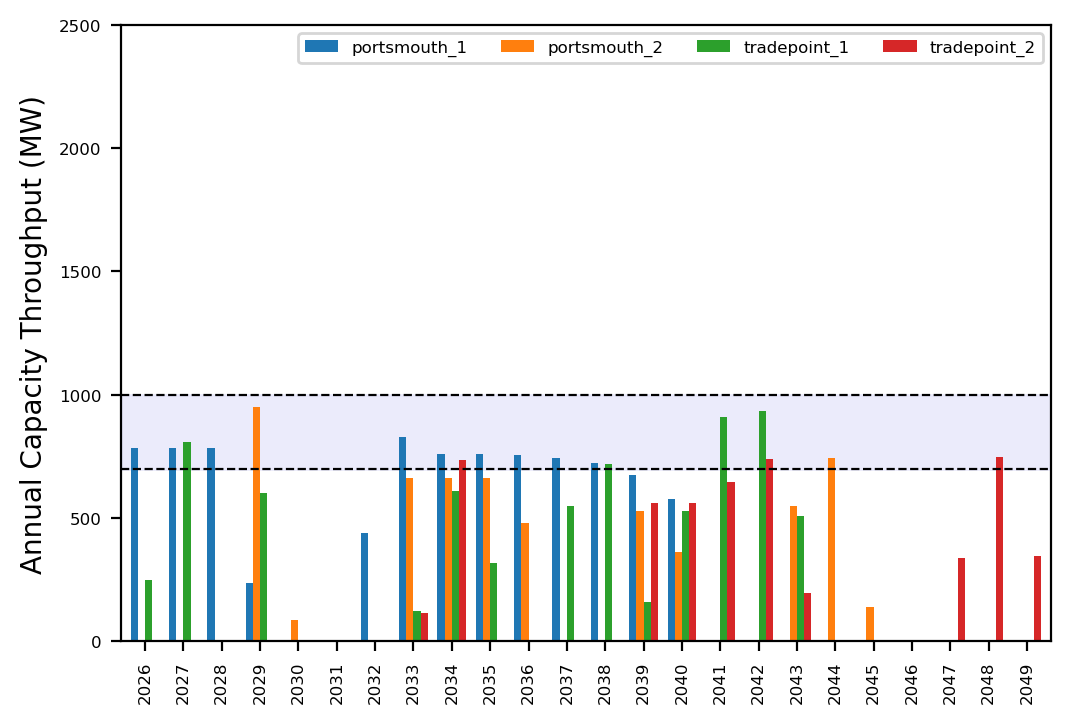 portsmouth_1 portsmouth_2 tradepoint_1 tradepoint_2
Annual Capacity Throughput (MW)
2500
2000
1500
1000
500
0
2026 2027 2028 2029 2030 2031 2032 2033 2034 2035 2036 2037 2038 2039 2040 2041 2042 2043 2044 2045 2046 2047 2048 2049